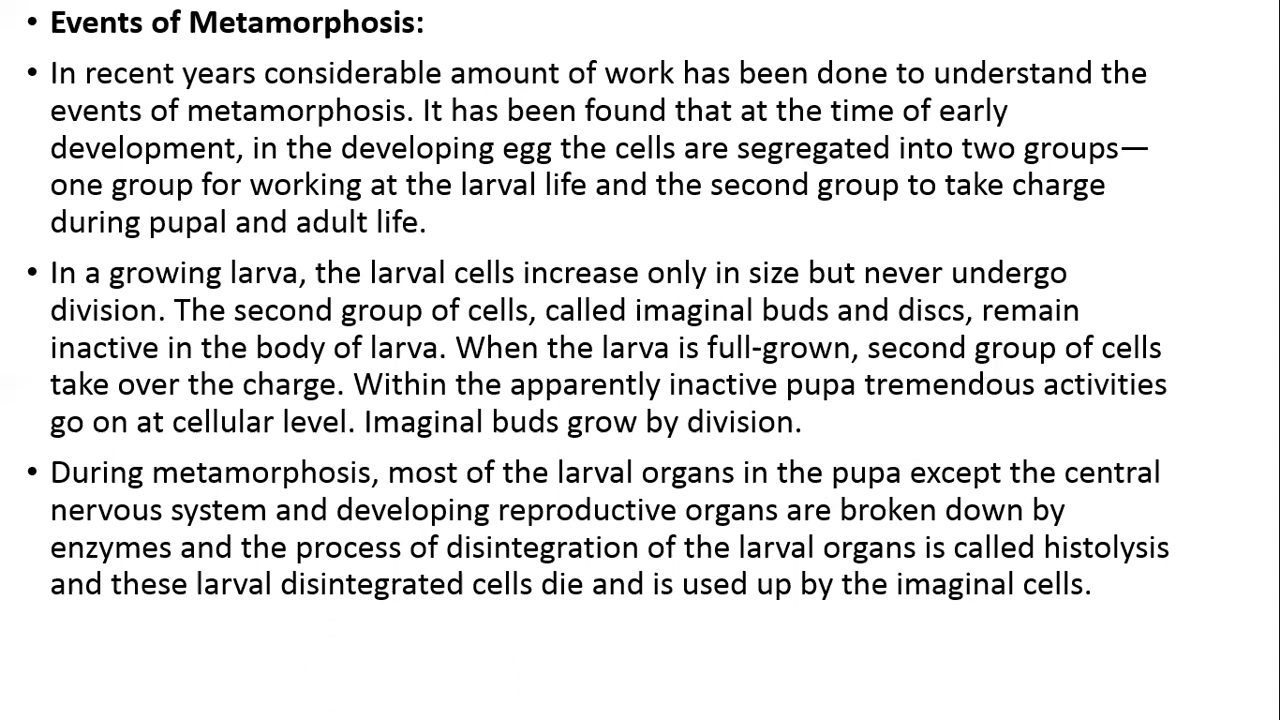 • Events of Metamorphosis:
• In recent years considerable amount of work has been done to understand the
events of metamorphosis. It has been found that at the time of early
development, in the developing egg the cells are segregated into two groups—
one group for working at the larval life and the second group to take charge
during pupal and adult life.
• In a growing larva, the larval cells increase only in size but never undergo
division. The second group of cells, called imaginal buds and discs, remain
inactive in the body of larva. When the larva is full-grown, second group of cells
take over the charge. Within the apparently inactive pupa tremendous activities
go on at cellular level. Imaginal buds grow by division.
• During metamorphosis, most of the larval organs in the pupa except the central
nervous system and developing reproductive organs are broken down by
enzymes and the process of disintegration of the larval organs is called histolysis
and these larval disintegrated cells die and is used up by the imaginal cells.